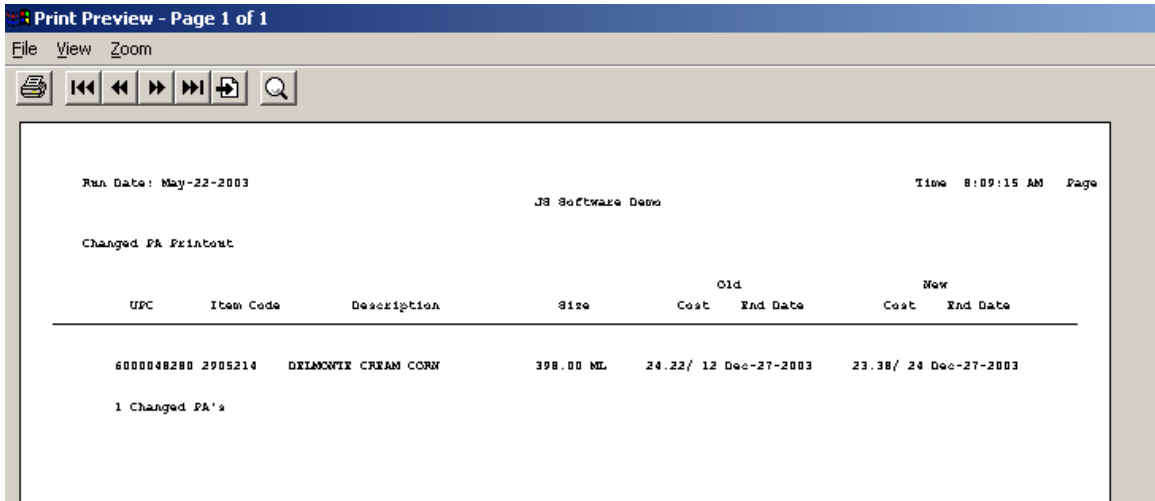 Print Preview - Page 1 of 1
File View Zoom
Run Date: May-22-2003 Time 8:09:15 AM Page
JS Software Demo
Changed PA Printout
Old New
UPC Item Code Description Size Cost End Date Cost End Date
6000048280 2905214 DELMONTE CREAM CORN 398.00 ML 24.22/ 12 Dec-27-2003 23.38/ 24 Dec-27-2003
1 Changed PA's